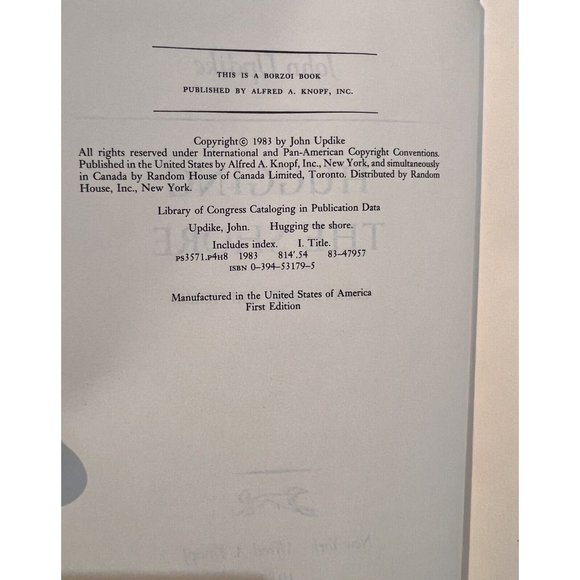 THIS IS A BORZOI BOOK
PUBLISHED BY ALFRED A. KNOPF, INC.
Copyright© 1983 by John Updike
All rights reserved under International and Pan-American Copyright Conventions.
Published in the United States by Alfred A. Knopf, Inc., New York, and simultaneously
in Canada by Random House of Canada Limited, Toronto. Distributed by Random
House, Inc., New York.
Library of Congress Cataloging in Publication Data
Updike, John. Hugging the shore.
Includes index. I. Title.
PS3571.P4H8 1983 814'.54 83-47957
ISBN 0-394-53179-5
Manufactured in the United States of America
First Edition